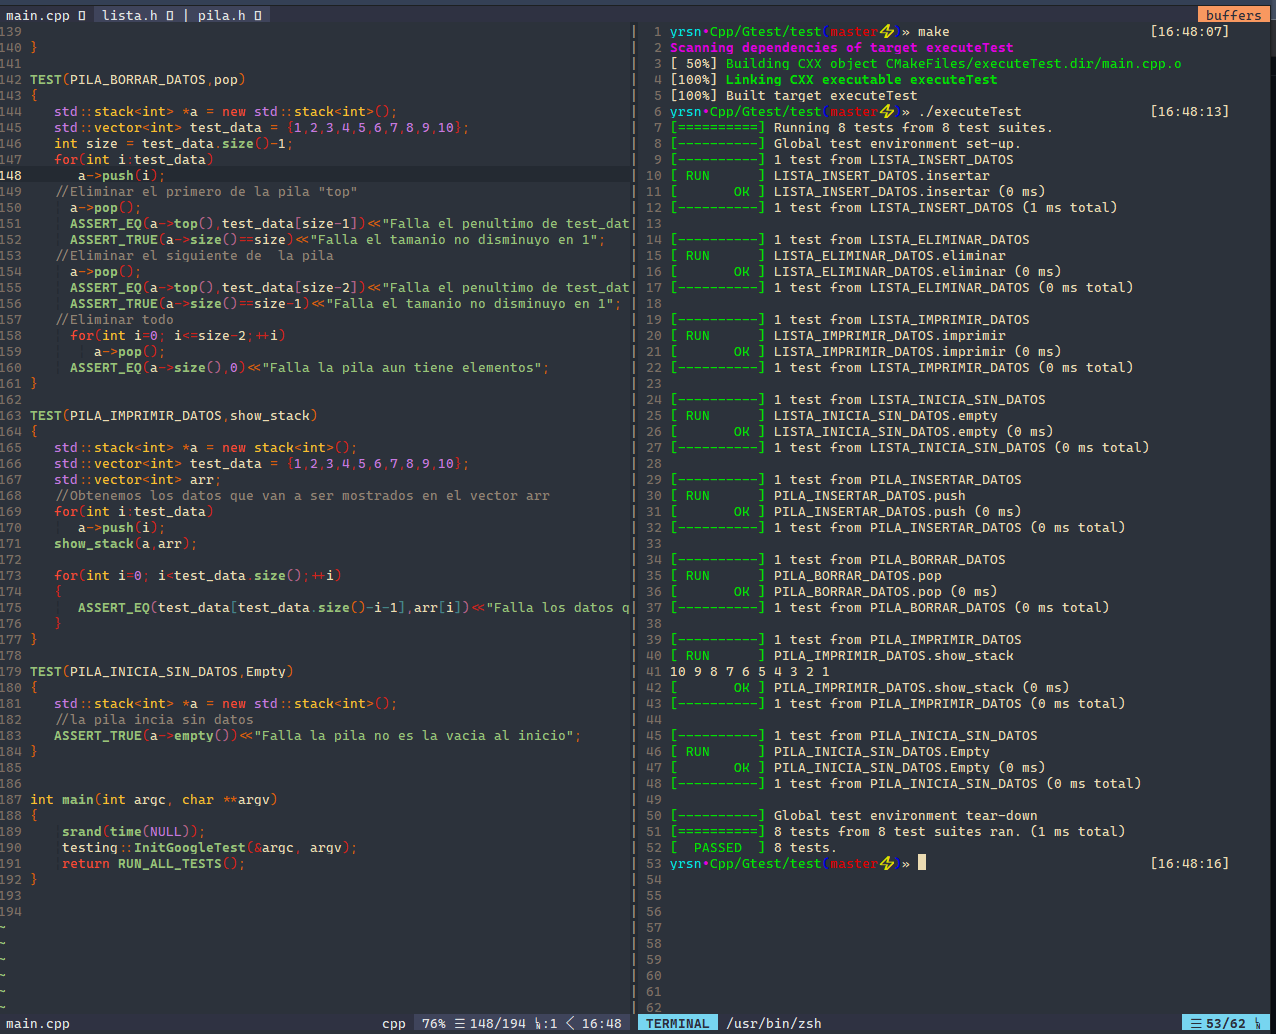 main.cpp lista.h | pila.h buffers
139
140 }
141
142 TEST(PILA_BORRAR_DATOS,pop)
143 {
144 std::stack<int> *a = new std::stack<int>();
145 std::vector<int> test_data = {1,2,3,4,5,6,7,8,9,10};
146 int size = test_data.size()-1;
147 for(int i:test_data)
148 a->push(i);
149 //Eliminar el primero de la pila "top"
150 a->pop();
151 ASSERT_EQ(a->top(),test_data[size-1])<<"Falla el penultimo de test_dat
152 ASSERT_TRUE(a->size()==size)<<"Falla el tamanio no disminuyo en 1";
153 //Eliminar el siguiente de  la pila
154 a->pop();
155 ASSERT_EQ(a->top(),test_data[size-2])<<"Falla el penultimo de test_dat
156 ASSERT_TRUE(a->size()==size-1)<<"Falla el tamanio no disminuyo en 1";
157 //Eliminar todo
158 for(int i=0; i<=size-2;++i)
159 a->pop();
160 ASSERT_EQ(a->size(),0)<<"Falla la pila aun tiene elementos";
161 }
162
163 TEST(PILA_IMPRIMIR_DATOS,show_stack)
164 {
165 std::stack<int> *a = new stack<int>();
166 std::vector<int> test_data = {1,2,3,4,5,6,7,8,9,10};
167 std::vector<int> arr;
168 //Obtenemos los datos que van a ser mostrados en el vector arr
169 for(int i:test_data)
170 a->push(i);
171 show_stack(a,arr);
172
173 for(int i=0; i<test_data.size();++i)
174 {
175 ASSERT_EQ(test_data[test_data.size()-i-1],arr[i])<<"Falla los datos q
176 }
177 }
178
179 TEST(PILA_INICIA_SIN_DATOS,Empty)
180 {
181 std::stack<int> *a = new std::stack<int>();
182 //la pila incia sin datos
183 ASSERT_TRUE(a->empty())<<"Falla la pila no es la vacia al inicio";
184 }
185
186
187 int main(int argc, char **argv)
188 {
189 srand(time(NULL));
190 testing::InitGoogleTest(&argc, argv);
191 return RUN_ALL_TESTS();
192 }
193
194
~
~
~
~
~
~
main.cpp cpp 76% ☰ 148/194 ㏑:1 < 16:48
1 yrsn•Cpp/Gtest/test(master⚡)» make [16:48:07]
2 Scanning dependencies of target executeTest
3 [ 50%] Building CXX object CMakeFiles/executeTest.dir/main.cpp.o
4 [100%] Linking CXX executable executeTest
5 [100%] Built target executeTest
6 yrsn•Cpp/Gtest/test(master⚡)» ./executeTest [16:48:13]
7 [==========] Running 8 tests from 8 test suites.
8 [----------] Global test environment set-up.
9 [----------] 1 test from LISTA_INSERT_DATOS
10 [ RUN      ] LISTA_INSERT_DATOS.insertar
11 [       OK ] LISTA_INSERT_DATOS.insertar (0 ms)
12 [----------] 1 test from LISTA_INSERT_DATOS (1 ms total)
13
14 [----------] 1 test from LISTA_ELIMINAR_DATOS
15 [ RUN      ] LISTA_ELIMINAR_DATOS.eliminar
16 [       OK ] LISTA_ELIMINAR_DATOS.eliminar (0 ms)
17 [----------] 1 test from LISTA_ELIMINAR_DATOS (0 ms total)
18
19 [----------] 1 test from LISTA_IMPRIMIR_DATOS
20 [ RUN      ] LISTA_IMPRIMIR_DATOS.imprimir
21 [       OK ] LISTA_IMPRIMIR_DATOS.imprimir (0 ms)
22 [----------] 1 test from LISTA_IMPRIMIR_DATOS (0 ms total)
23
24 [----------] 1 test from LISTA_INICIA_SIN_DATOS
25 [ RUN      ] LISTA_INICIA_SIN_DATOS.empty
26 [       OK ] LISTA_INICIA_SIN_DATOS.empty (0 ms)
27 [----------] 1 test from LISTA_INICIA_SIN_DATOS (0 ms total)
28
29 [----------] 1 test from PILA_INSERTAR_DATOS
30 [ RUN      ] PILA_INSERTAR_DATOS.push
31 [       OK ] PILA_INSERTAR_DATOS.push (0 ms)
32 [----------] 1 test from PILA_INSERTAR_DATOS (0 ms total)
33
34 [----------] 1 test from PILA_BORRAR_DATOS
35 [ RUN      ] PILA_BORRAR_DATOS.pop
36 [       OK ] PILA_BORRAR_DATOS.pop (0 ms)
37 [----------] 1 test from PILA_BORRAR_DATOS (0 ms total)
38
39 [----------] 1 test from PILA_IMPRIMIR_DATOS
40 [ RUN      ] PILA_IMPRIMIR_DATOS.show_stack
41 10 9 8 7 6 5 4 3 2 1
42 [       OK ] PILA_IMPRIMIR_DATOS.show_stack (0 ms)
43 [----------] 1 test from PILA_IMPRIMIR_DATOS (0 ms total)
44
45 [----------] 1 test from PILA_INICIA_SIN_DATOS
46 [ RUN      ] PILA_INICIA_SIN_DATOS.Empty
47 [       OK ] PILA_INICIA_SIN_DATOS.Empty (0 ms)
48 [----------] 1 test from PILA_INICIA_SIN_DATOS (0 ms total)
49
50 [----------] Global test environment tear-down
51 [==========] 8 tests from 8 test suites ran. (1 ms total)
52 [  PASSED  ] 8 tests.
53 yrsn•Cpp/Gtest/test(master⚡)» [16:48:16]
54
55
56
57
58
59
60
61
62
TERMINAL /usr/bin/zsh ☰ 53/62 ㏑